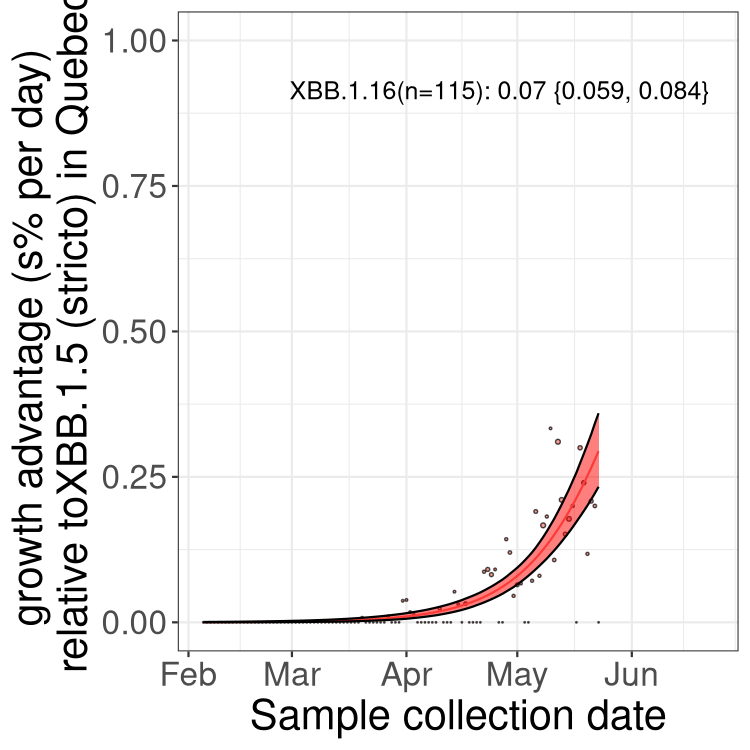 1.00
0.75
0.50
0.25
0.00
growth advantage (s% per day)
relative toXBB.1.5 (stricto) in Quebec
XBB.1.16(n=115): 0.07 {0.059, 0.084}
Feb Mar Apr May Jun
Sample collection date